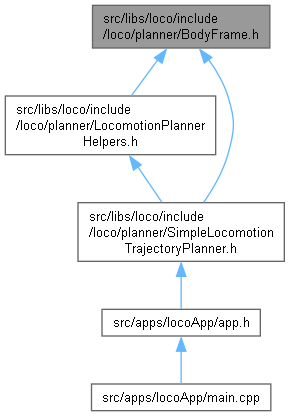 src/libs/loco/include
/loco/planner/BodyFrame.h
src/libs/loco/include
/loco/planner/LocomotionPlanner
Helpers.h
src/libs/loco/include
/loco/planner/SimpleLocomotion
TrajectoryPlanner.h
src/apps/locoApp/app.h
src/apps/locoApp/main.cpp